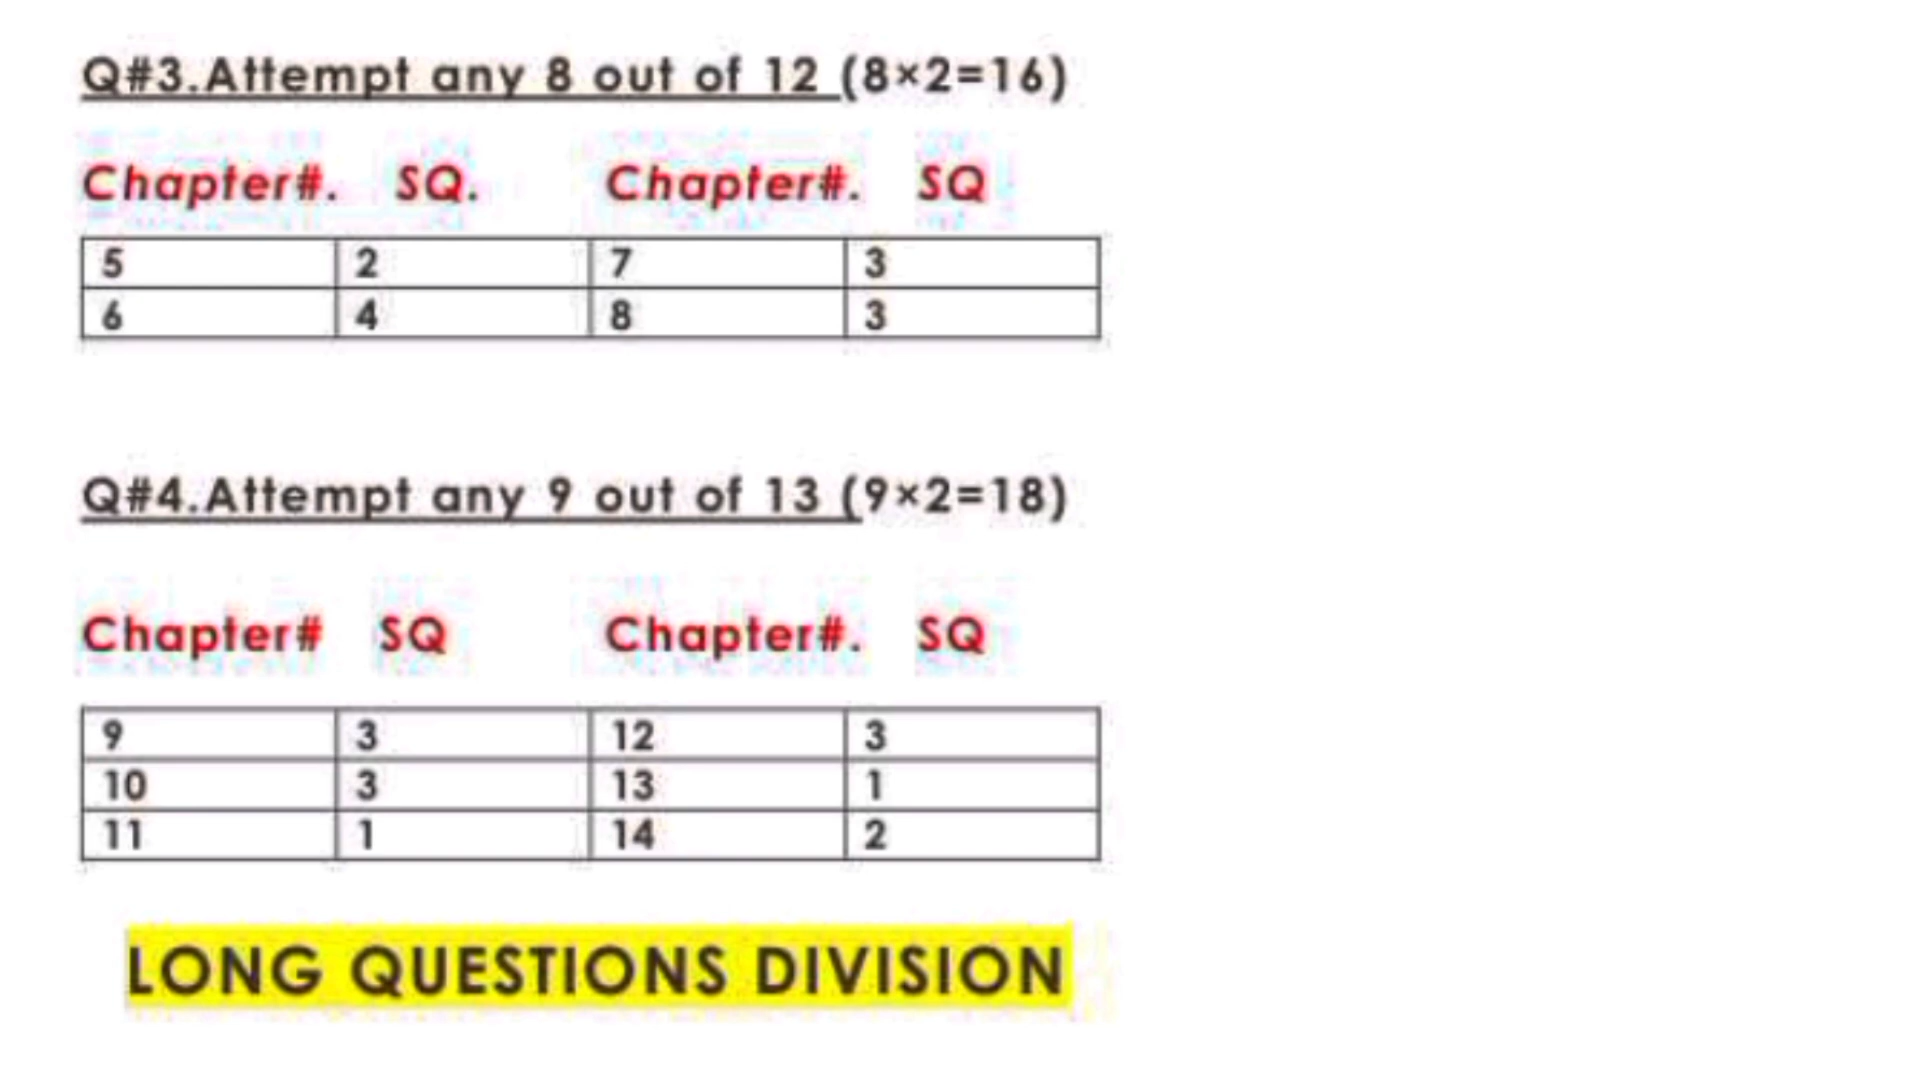 Q#3.Attempt any 8 out of 12 (8×2=16)
Chapter#. SQ. Chapter#. SQ
5 2 7 3
6 4 8 3
Q#4.Attempt any 9 out of 13 (9×2=18)
Chapter# SQ Chapter#. SQ
9 3 12 3
10 3 13 1
11 1 14 2
LONG QUESTIONS DIVISION